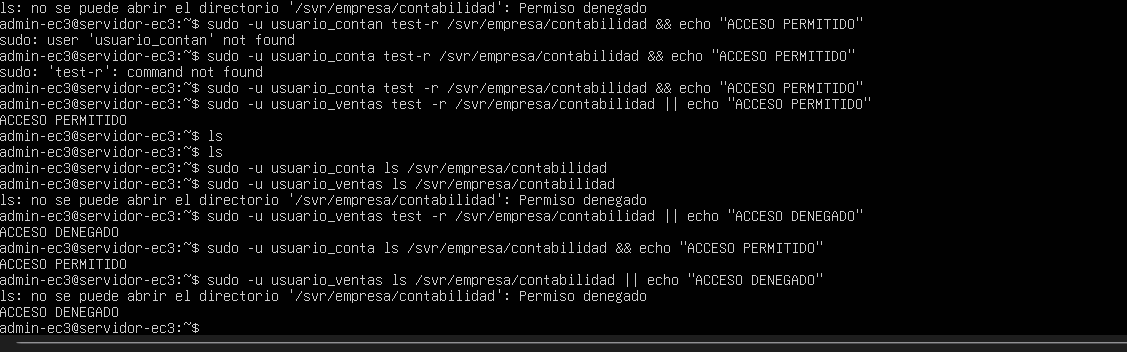 ls: no se puede abrir el directorio '/svr/empresa/contabilidad': Permiso denegado
admin-ec3@servidor-ec3:~$ sudo -u usuario_contan test-r /svr/empresa/contabilidad && echo "ACCESO PERMITIDO"
sudo: user 'usuario_contan' not found
admin-ec3@servidor-ec3:~$ sudo -u usuario_conta test-r /svr/empresa/contabilidad && echo "ACCESO PERMITIDO"
sudo: 'test-r': command not found
admin-ec3@servidor-ec3:~$ sudo -u usuario_conta test -r /svr/empresa/contabilidad && echo "ACCESO PERMITIDO"
admin-ec3@servidor-ec3:~$ sudo -u usuario_ventas test -r /svr/empresa/contabilidad || echo "ACCESO PERMITIDO"
ACCESO PERMITIDO
admin-ec3@servidor-ec3:~$ ls
admin-ec3@servidor-ec3:~$ ls
admin-ec3@servidor-ec3:~$ sudo -u usuario_conta ls /svr/empresa/contabilidad
admin-ec3@servidor-ec3:~$ sudo -u usuario_ventas ls /svr/empresa/contabilidad
ls: no se puede abrir el directorio '/svr/empresa/contabilidad': Permiso denegado
admin-ec3@servidor-ec3:~$ sudo -u usuario_ventas test -r /svr/empresa/contabilidad || echo "ACCESO DENEGADO"
ACCESO DENEGADO
admin-ec3@servidor-ec3:~$ sudo -u usuario_conta ls /svr/empresa/contabilidad && echo "ACCESO PERMITIDO"
ACCESO PERMITIDO
admin-ec3@servidor-ec3:~$ sudo -u usuario_ventas ls /svr/empresa/contabilidad || echo "ACCESO DENEGADO"
ls: no se puede abrir el directorio '/svr/empresa/contabilidad': Permiso denegado
ACCESO DENEGADO
admin-ec3@servidor-ec3:~$